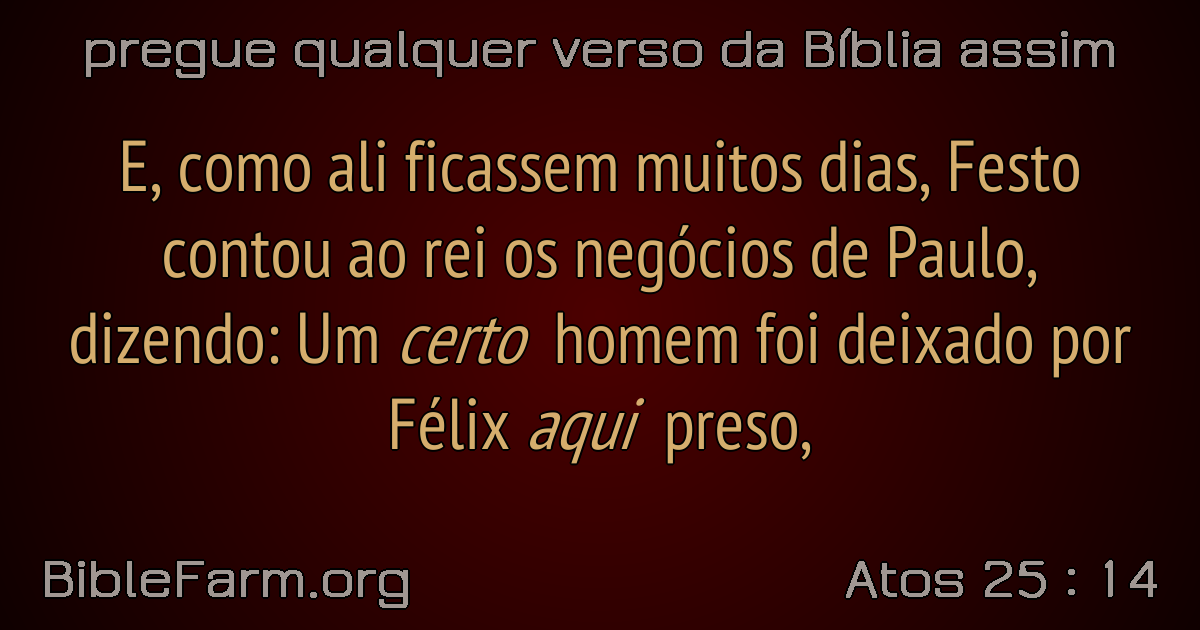 pregue qualquer verso da Bíblia assim
E, como ali ficassem muitos dias, Festo
contou ao rei os negócios de Paulo,
dizendo: Um certo homem foi deixado por
Félix aqui preso,
BibleFarm.org
Atos 25 : 14